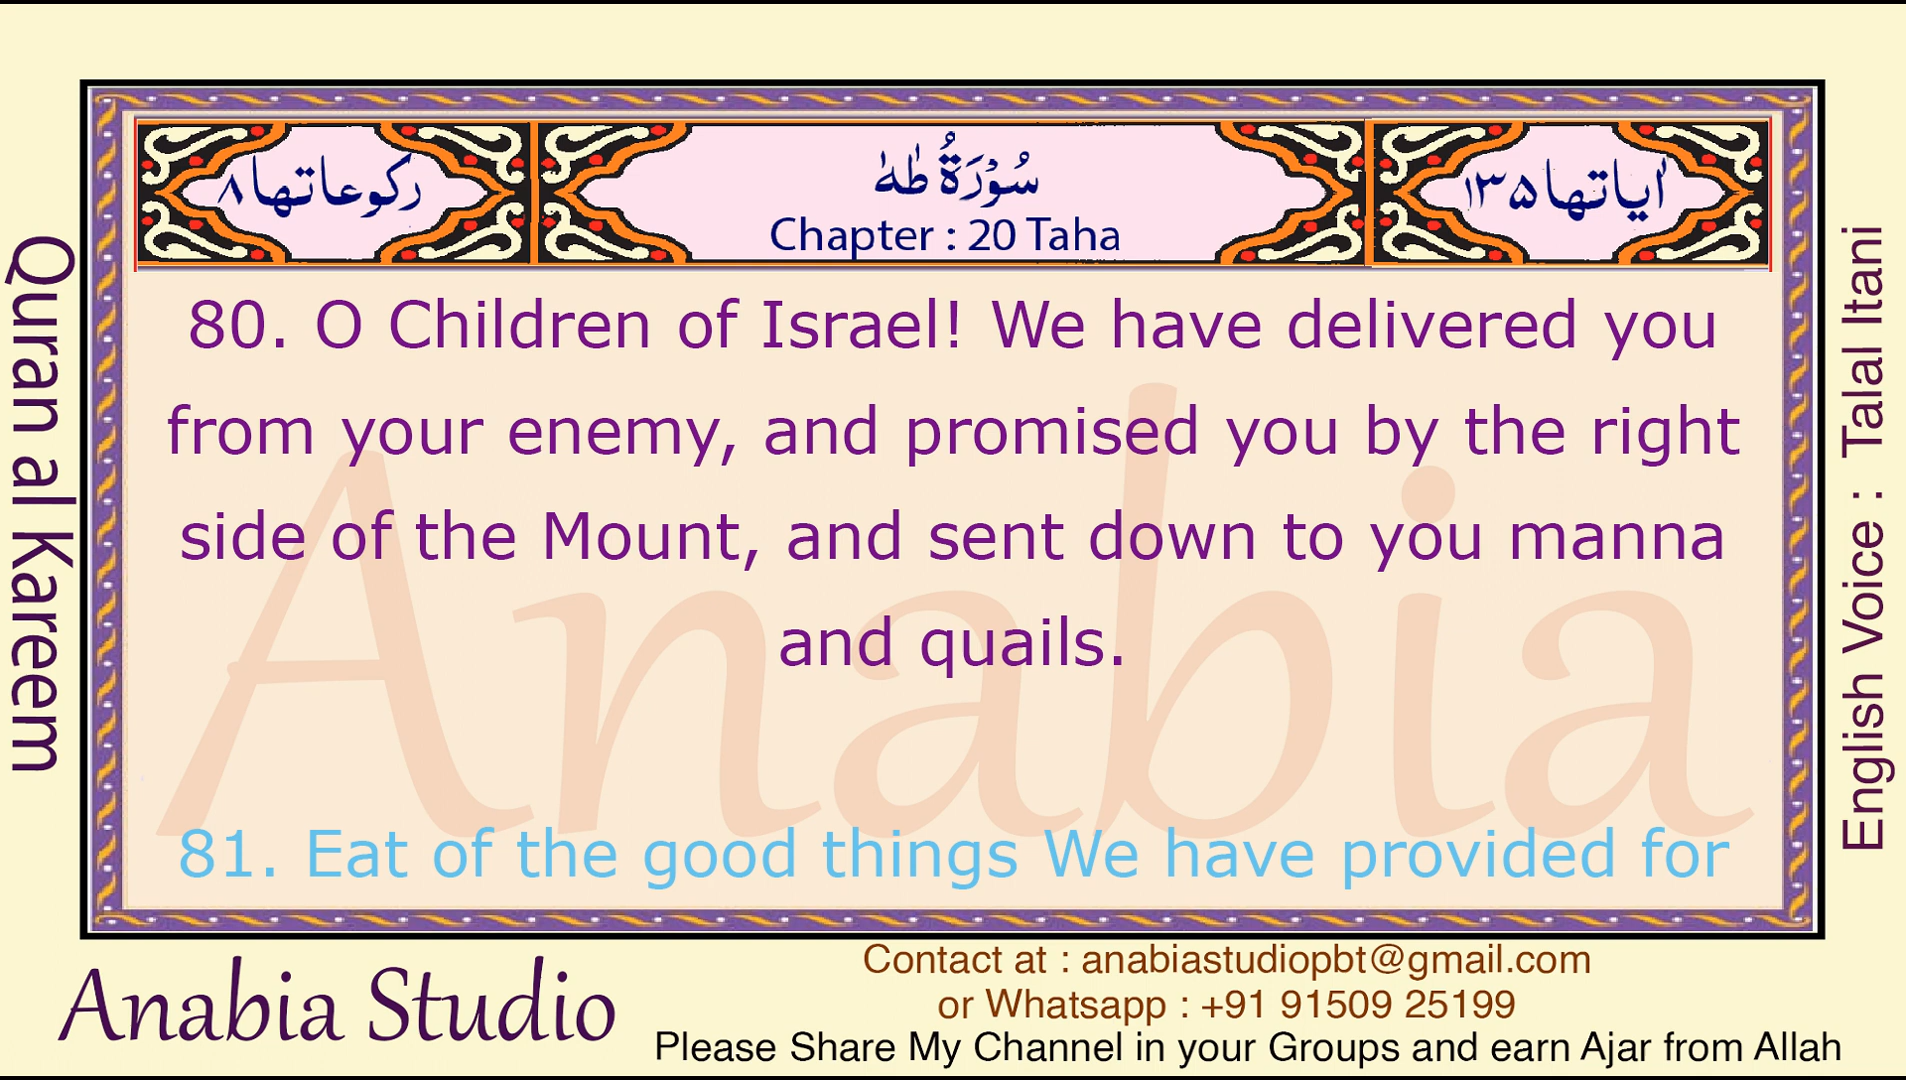 رکوعاتها ۸
سُوۡرَةُ طٰهٰ
اٰیاتها ۱۳۵
Chapter : 20 Taha
80. O Children of Israel! We have delivered you
from your enemy, and promised you by the right
side of the Mount, and sent down to you manna
and quails.
81. Eat of the good things We have provided for
Anabia
Quran al Kareem
English Voice : Talal Itani
Anabia Studio
Contact at : anabiastudiopbt@gmail.com
or Whatsapp : +91 91509 25199
Please Share My Channel in your Groups and earn Ajar from Allah